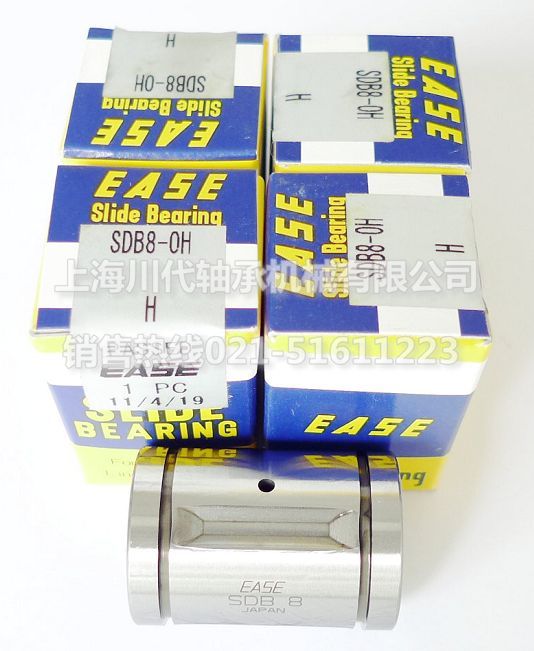 H
SDB8-OH
Slide Bearing
EASE
EASE
Slide Bearing
SDB8-OH
H
EASE
Slide Bearing
SDB8-OH
H
EASE
1 PC
11/4/19
SLIDE
BEARING
EASE
Slide Bearing
SDB8-OH
H
EASE
上海川代轴承机械有限公司
销售热线021-51611223
EASE
SDB 8
JAPAN